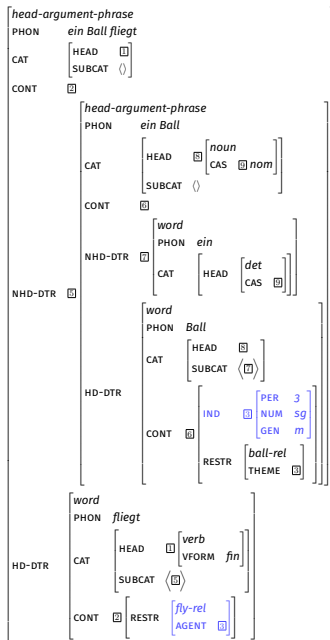 head-argument-phrase
PHON ein Ball fliegt
CAT HEAD 1
SUBCAT ⟨⟩
CONT 2
head-argument-phrase
PHON ein Ball
CAT HEAD 8 noun
CAS 9 nom
SUBCAT ⟨⟩
CONT 6
word
PHON ein
NHD-DTR 7
CAT HEAD det
CAS 9
NHD-DTR 5
word
PHON Ball
CAT HEAD 8
SUBCAT ⟨7⟩
HD-DTR
CONT 6 IND 3 PER 3
NUM sg
GEN m
RESTR ball-rel
THEME 3
word
PHON fliegt
CAT HEAD 1 verb
VFORM fin
HD-DTR
SUBCAT ⟨5⟩
CONT 2 RESTR fly-rel
AGENT 3